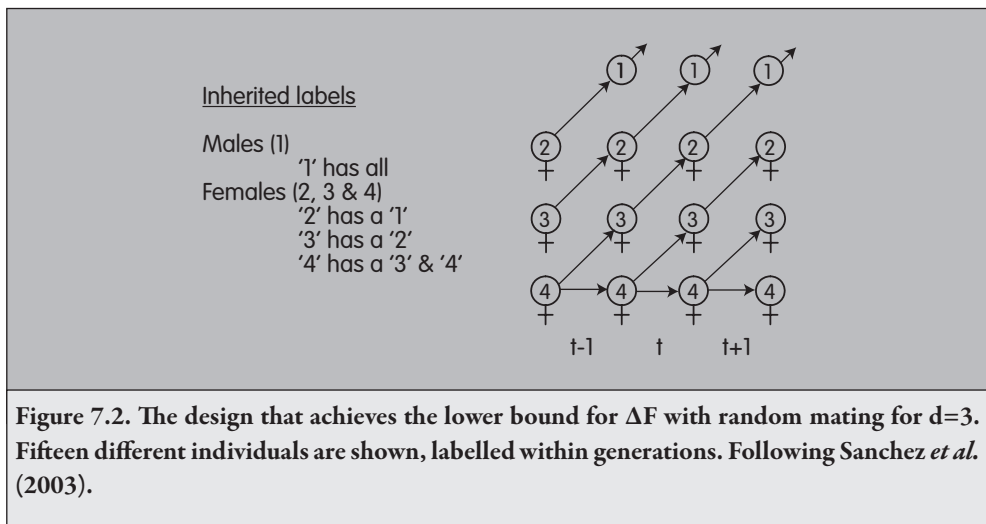 Inherited labels
Males (1)
'1' has all
Females (2, 3 & 4)
'2' has a '1'
'3' has a '2'
'4' has a '3' & '4'
1 1 1
2 2 2 2
3 3 3 3
4 4 4 4
t-1 t t+1
Figure 7.2. The design that achieves the lower bound for ΔF with random mating for d=3.
Fifteen different individuals are shown, labelled within generations. Following Sanchez et al.
(2003).